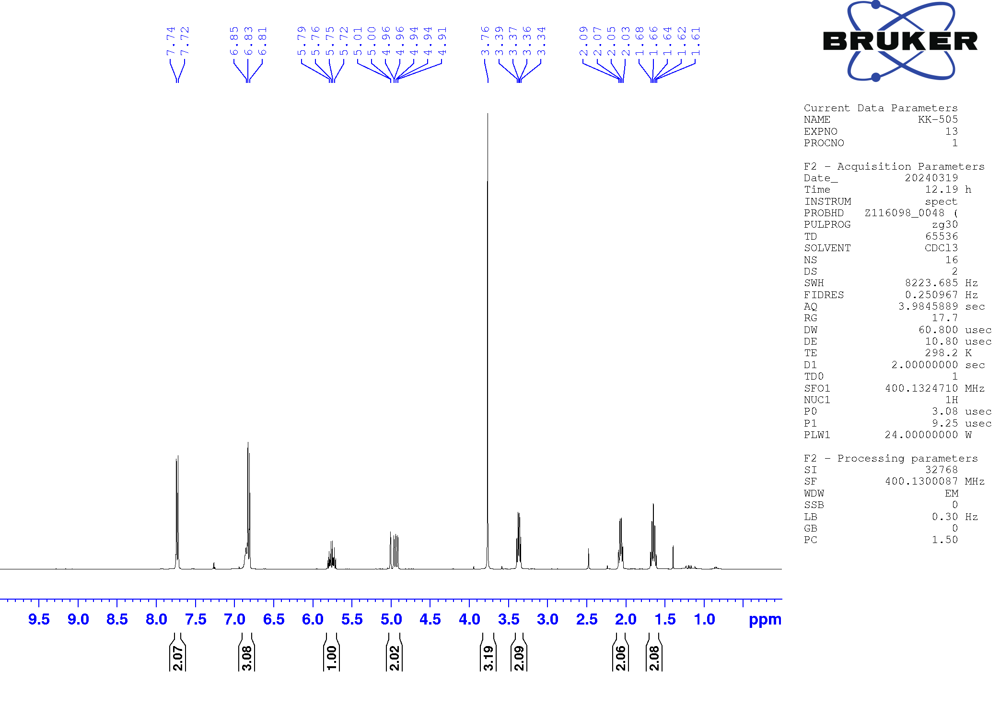 7.74
7.72
6.85
6.83
6.81
5.79
5.76
5.75
5.72
5.01
5.00
4.96
4.96
4.94
4.94
4.91
3.76
3.39
3.37
3.36
3.34
2.09
2.07
2.05
2.03
1.68
1.66
1.64
1.62
1.61
BRUKER
Current Data Parameters
NAME KK-505
EXPNO 13
PROCNO 1
F2 - Acquisition Parameters
Date_ 20240319
Time 12.19 h
INSTRUM spect
PROBHD Z116098_0048 (
PULPROG zg30
TD 65536
SOLVENT CDCl3
NS 16
DS 2
SWH 8223.685 Hz
FIDRES 0.250967 Hz
AQ 3.9845889 sec
RG 17.7
DW 60.800 usec
DE 10.80 usec
TE 298.2 K
D1 2.00000000 sec
TD0 1
SFO1 400.1324710 MHz
NUC1 1H
P0 3.08 usec
P1 9.25 usec
PLW1 24.00000000 W
F2 - Processing parameters
SI 32768
SF 400.1300087 MHz
WDW EM
SSB 0
LB 0.30 Hz
GB 0
PC 1.50
9.5 9.0 8.5 8.0 7.5 7.0 6.5 6.0 5.5 5.0 4.5 4.0 3.5 3.0 2.5 2.0 1.5 1.0 ppm
2.07
3.08
1.00
2.02
3.19
2.09
2.06
2.08